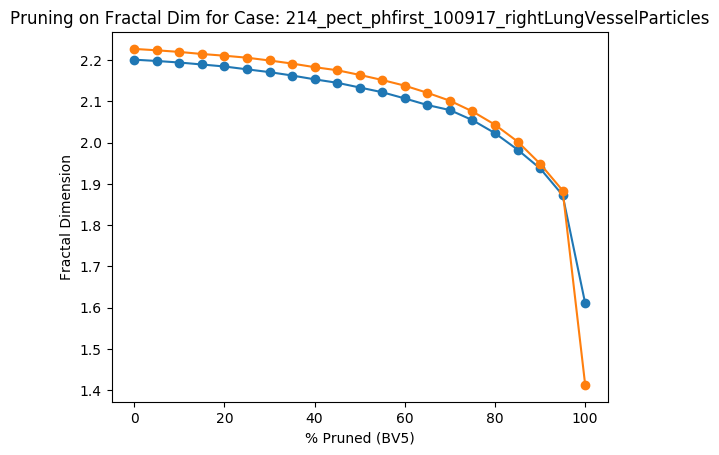 Pruning on Fractal Dim for Case: 214_pect_phfirst_100917_rightLungVesselParticles
Fractal Dimension
2.2
2.1
2.0
1.9
1.8
1.7
1.6
1.5
1.4
0 20 40 60 80 100
% Pruned (BV5)